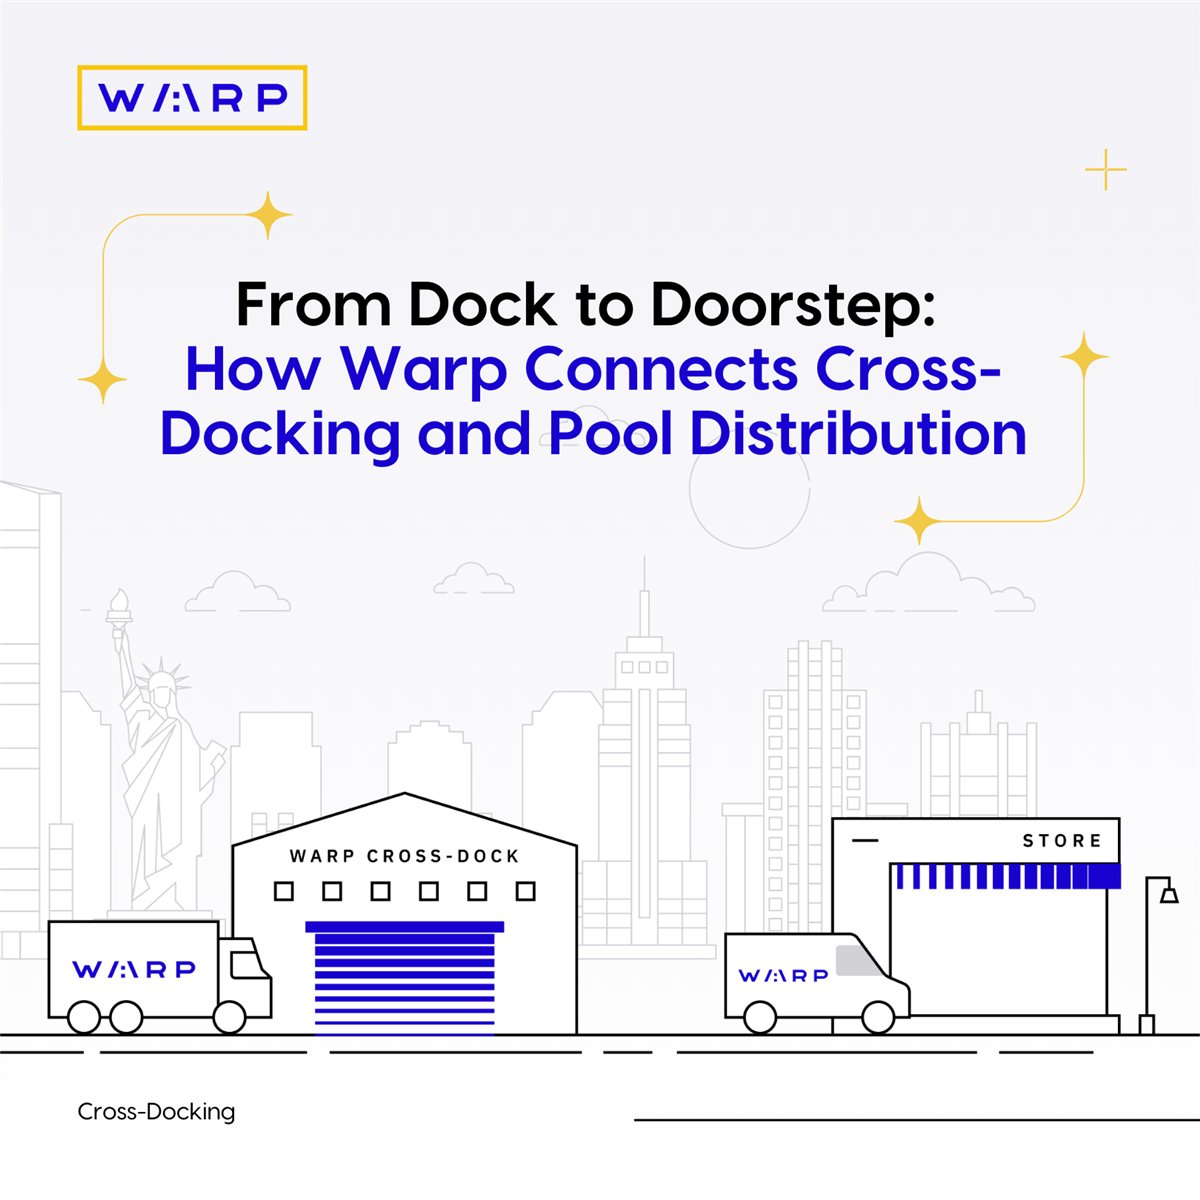 WARP
From Dock to Doorstep:
How Warp Connects Cross-
Docking and Pool Distribution
WARP CROSS-DOCK
STORE
WARP
WARP
Cross-Docking